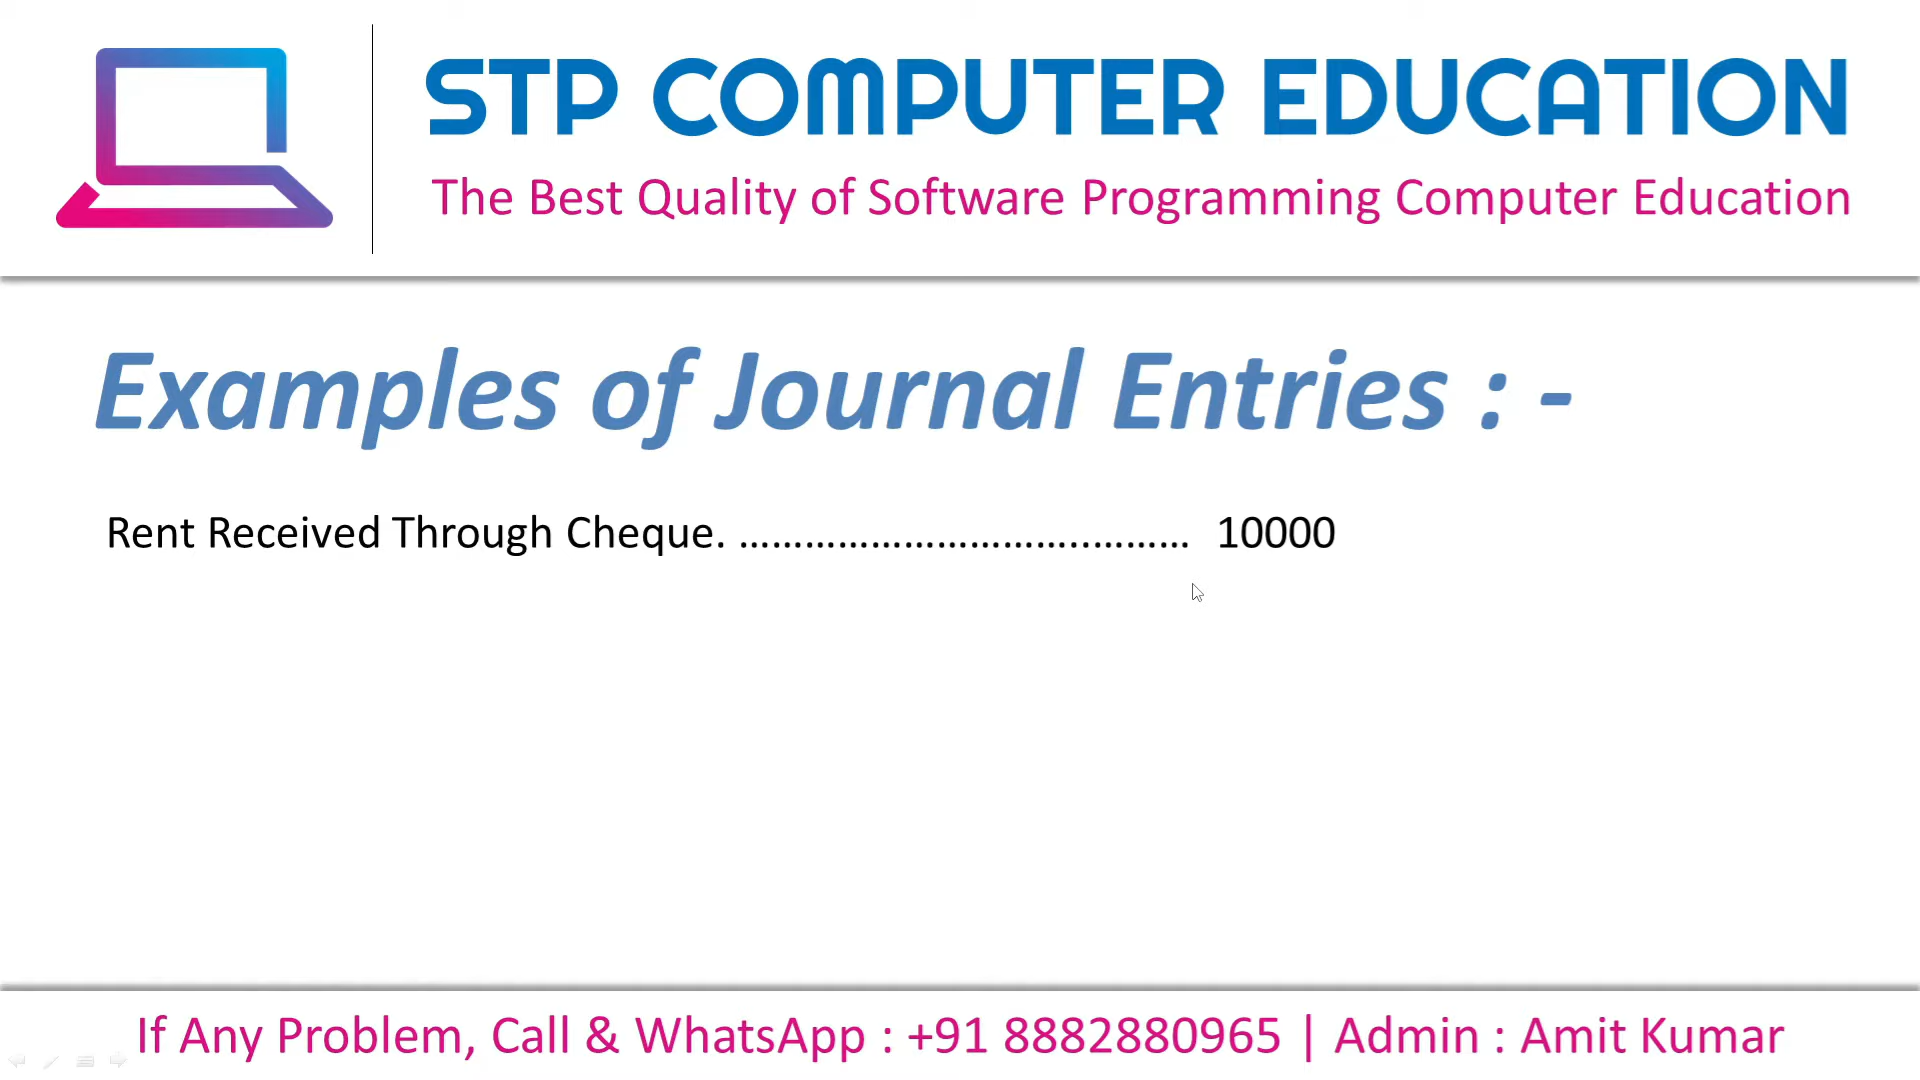 STP COMPUTER EDUCATION
The Best Quality of Software Programming Computer Education
Examples of Journal Entries : -
Rent Received Through Cheque. …………………………..……… 10000
If Any Problem, Call & WhatsApp : +91 8882880965 | Admin : Amit Kumar